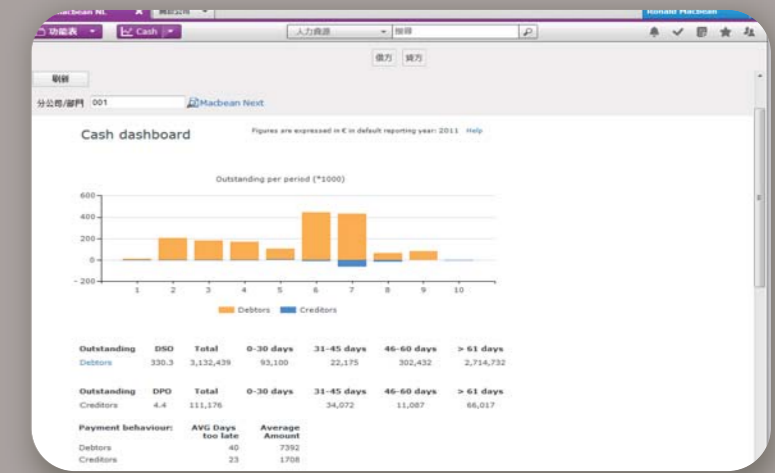 Macbean NL X
Ronald Macbean
功能表 Cash 人力資源 搜尋
借方 貸方
刷新
分公司/部門 001 Macbean Next
Cash dashboard Figures are expressed in € in default reporting year: 2011 Help
Outstanding per period (*1000)
600
400
200
0
- 200
1 2 3 4 5 6 7 8 9 10
Debtors Creditors
Outstanding DSO Total 0-30 days 31-45 days 46-60 days > 61 days
Debtors 330.3 3,132,439 93,100 22,175 302,432 2,714,732
Outstanding DPO Total 0-30 days 31-45 days 46-60 days > 61 days
Creditors 4.4 111,176 34,072 11,087 66,017
Payment behaviour: AVG Days too late Average Amount
Debtors 40 7392
Creditors 23 1708